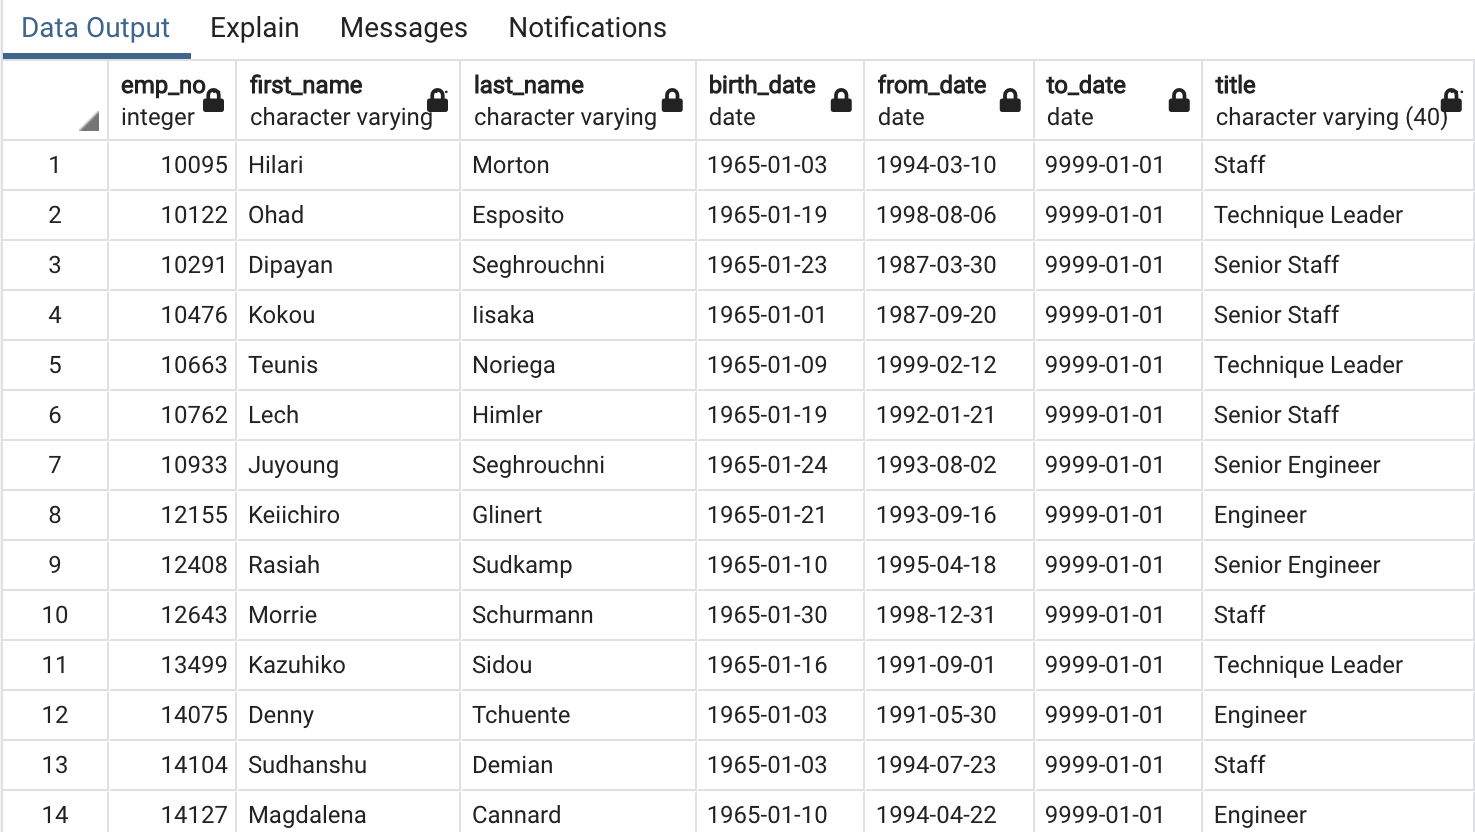 Data Output Explain Messages Notifications
emp_no first_name last_name birth_date from_date to_date title
integer character varying character varying date date date character varying (40)
1 10095 Hilari Morton 1965-01-03 1994-03-10 9999-01-01 Staff
2 10122 Ohad Esposito 1965-01-19 1998-08-06 9999-01-01 Technique Leader
3 10291 Dipayan Seghrouchni 1965-01-23 1987-03-30 9999-01-01 Senior Staff
4 10476 Kokou Iisaka 1965-01-01 1987-09-20 9999-01-01 Senior Staff
5 10663 Teunis Noriega 1965-01-09 1999-02-12 9999-01-01 Technique Leader
6 10762 Lech Himler 1965-01-19 1992-01-21 9999-01-01 Senior Staff
7 10933 Juyoung Seghrouchni 1965-01-24 1993-08-02 9999-01-01 Senior Engineer
8 12155 Keiichiro Glinert 1965-01-21 1993-09-16 9999-01-01 Engineer
9 12408 Rasiah Sudkamp 1965-01-10 1995-04-18 9999-01-01 Senior Engineer
10 12643 Morrie Schurmann 1965-01-30 1998-12-31 9999-01-01 Staff
11 13499 Kazuhiko Sidou 1965-01-16 1991-09-01 9999-01-01 Technique Leader
12 14075 Denny Tchuente 1965-01-03 1991-05-30 9999-01-01 Engineer
13 14104 Sudhanshu Demian 1965-01-03 1994-07-23 9999-01-01 Staff
14 14127 Magdalena Cannard 1965-01-10 1994-04-22 9999-01-01 Engineer